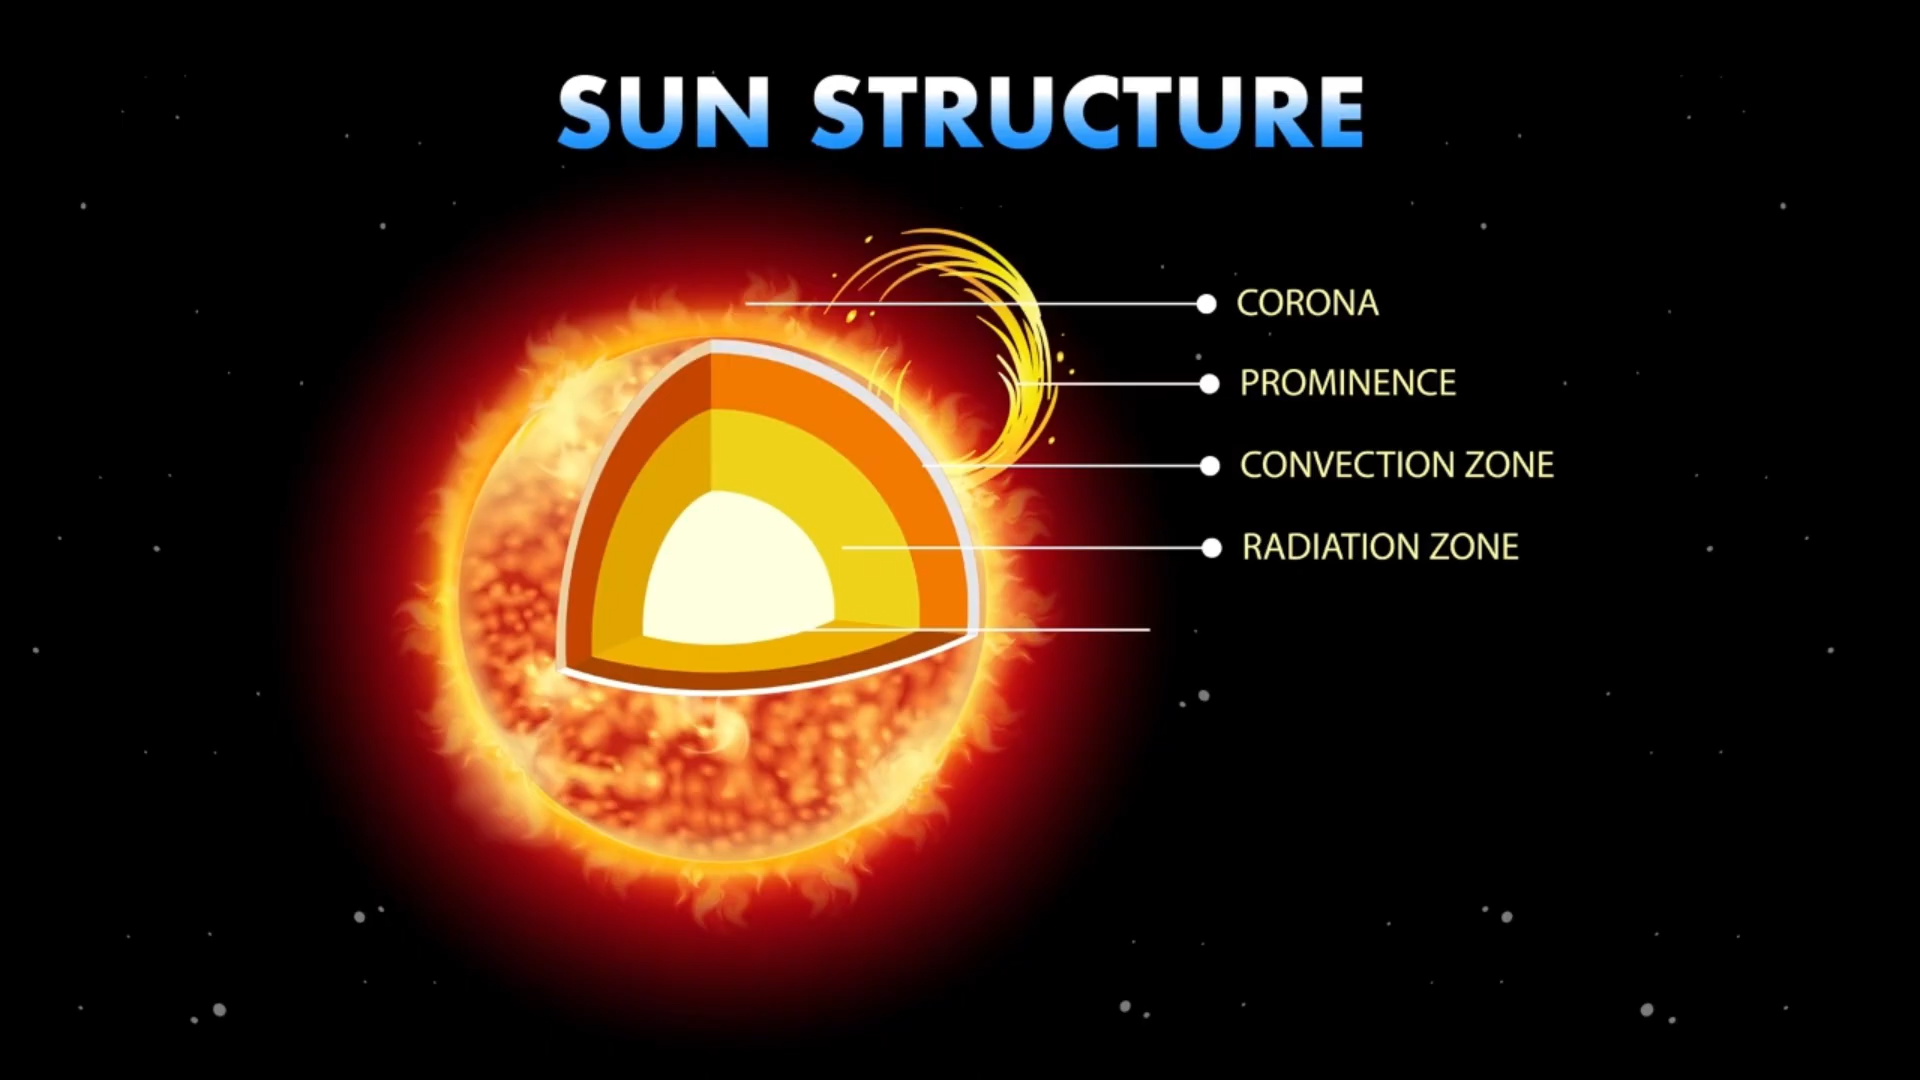 SUN STRUCTURE
CORONA
PROMINENCE
CONVECTION ZONE
RADIATION ZONE